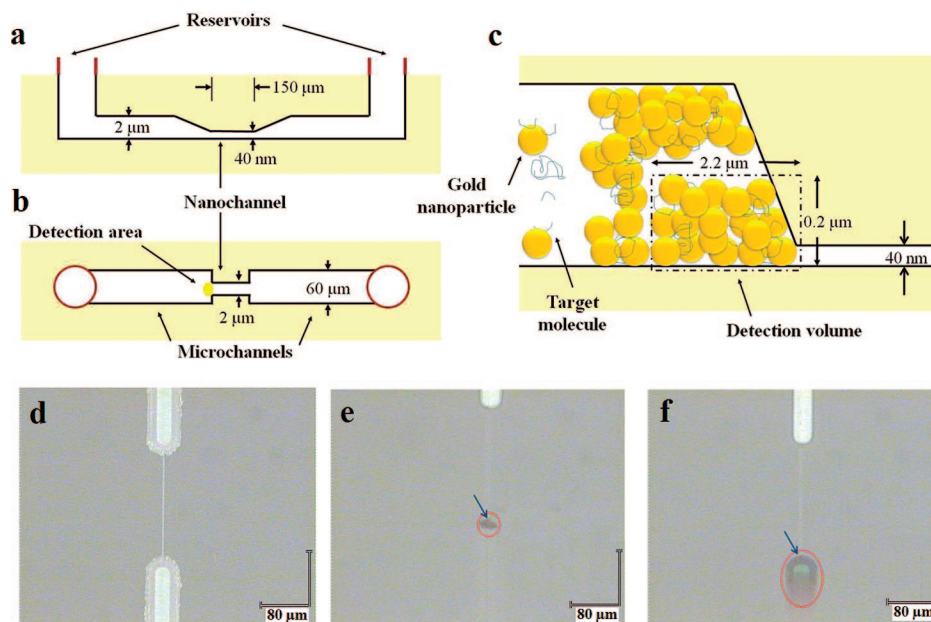 a
Reservoirs
150 µm
2 µm
40 nm
Nanochannel
b
Detection area
60 µm
2 µm
Microchannels
c
Gold
nanoparticle
2.2 µm
0.2 µm
40 nm
Target
molecule
Detection volume
d
80 µm
e
80 µm
f
80 µm